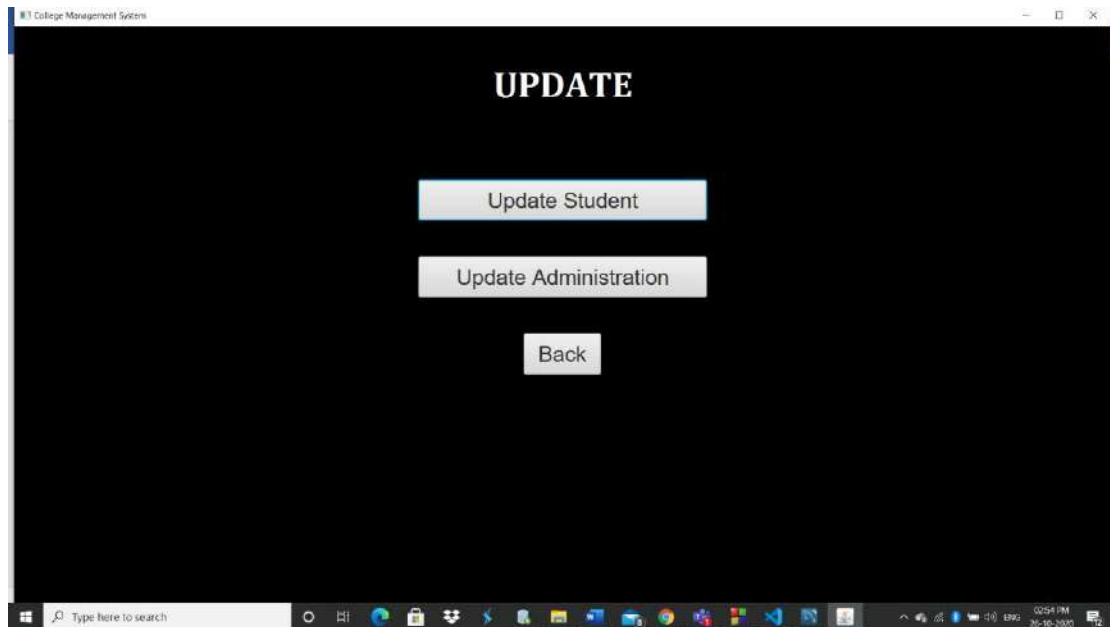 College Management System
UPDATE
Update Student
Update Administration
Back
Type here to search
ENG
02:54 PM
26-10-2020